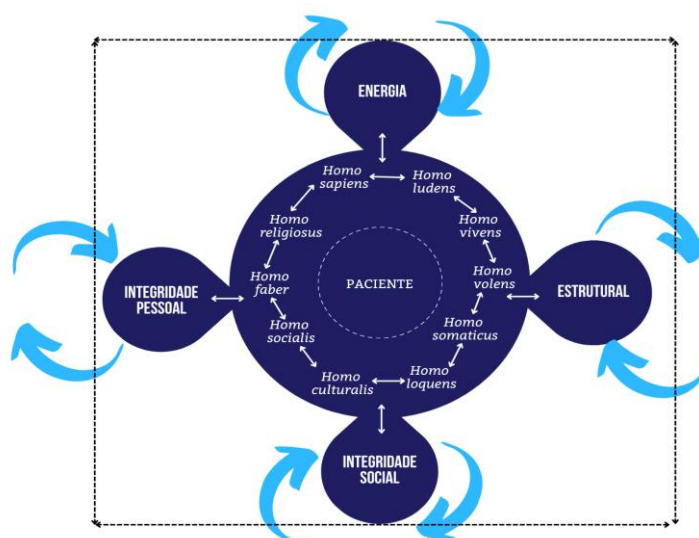 ENERGIA
Homo
sapiens
Homo
ludens
Homo
religiosus
Homo
vivens
INTEGRIDADE
PESSOAL
Homo
faber
PACIENTE
Homo
volens
ESTRUTURAL
Homo
socialis
Homo
somaticus
Homo
culturalis
Homo
loquens
INTEGRIDADE
SOCIAL